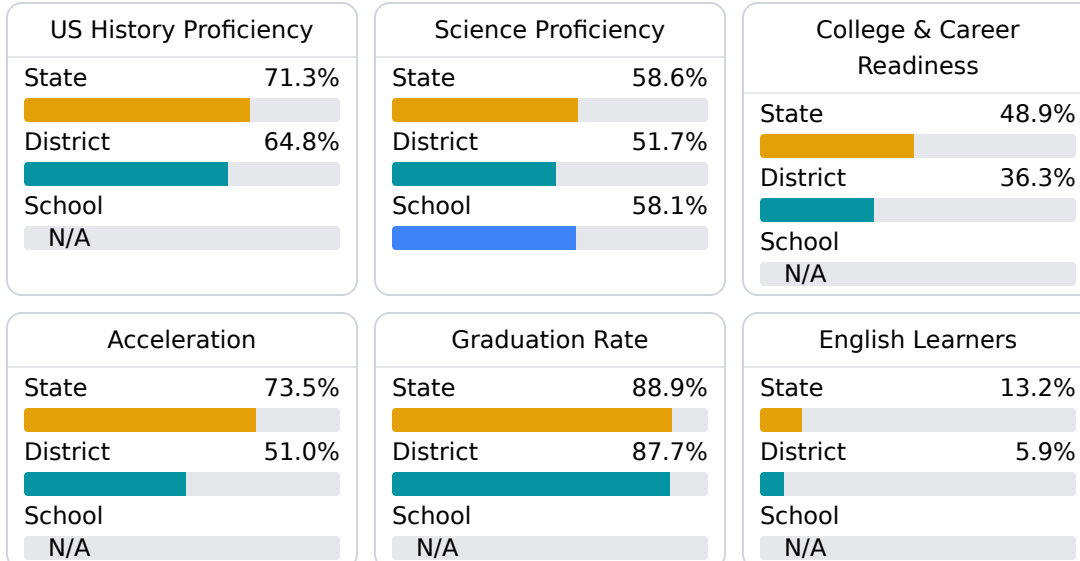 US History Proficiency
State 71.3%
District 64.8%
School
N/A
Science Proficiency
State 58.6%
District 51.7%
School 58.1%
College & Career
Readiness
State 48.9%
District 36.3%
School
N/A
Acceleration
State 73.5%
District 51.0%
School
N/A
Graduation Rate
State 88.9%
District 87.7%
School
N/A
English Learners
State 13.2%
District 5.9%
School
N/A